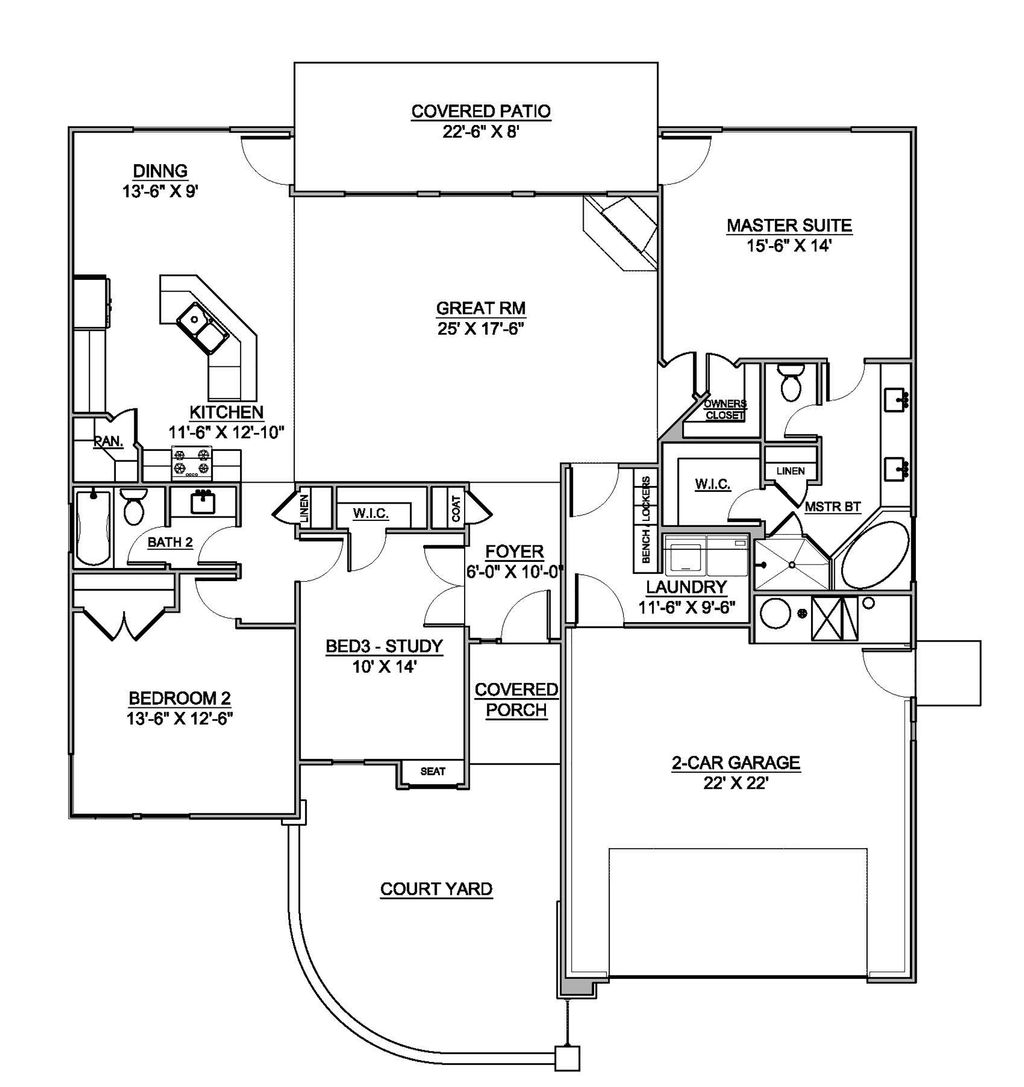 COVERED PATIO
22'-6" X 8'
DINNG
13'-6" X 9'
MASTER SUITE
15'-6" X 14'
GREAT RM
25' X 17'-6"
OWNERS
CLOSET
KITCHEN
11'-6" X 12'-10"
PAN.
LINEN
W.I.C.
MSTR BT
BENCH / LOCKERS
LINEN
W.I.C.
COAT
BATH 2
FOYER
6'-0" X 10'-0"
LAUNDRY
11'-6" X 9'-6"
BED3 - STUDY
10' X 14'
BEDROOM 2
13'-6" X 12'-6"
COVERED
PORCH
SEAT
2-CAR GARAGE
22' X 22'
COURT YARD